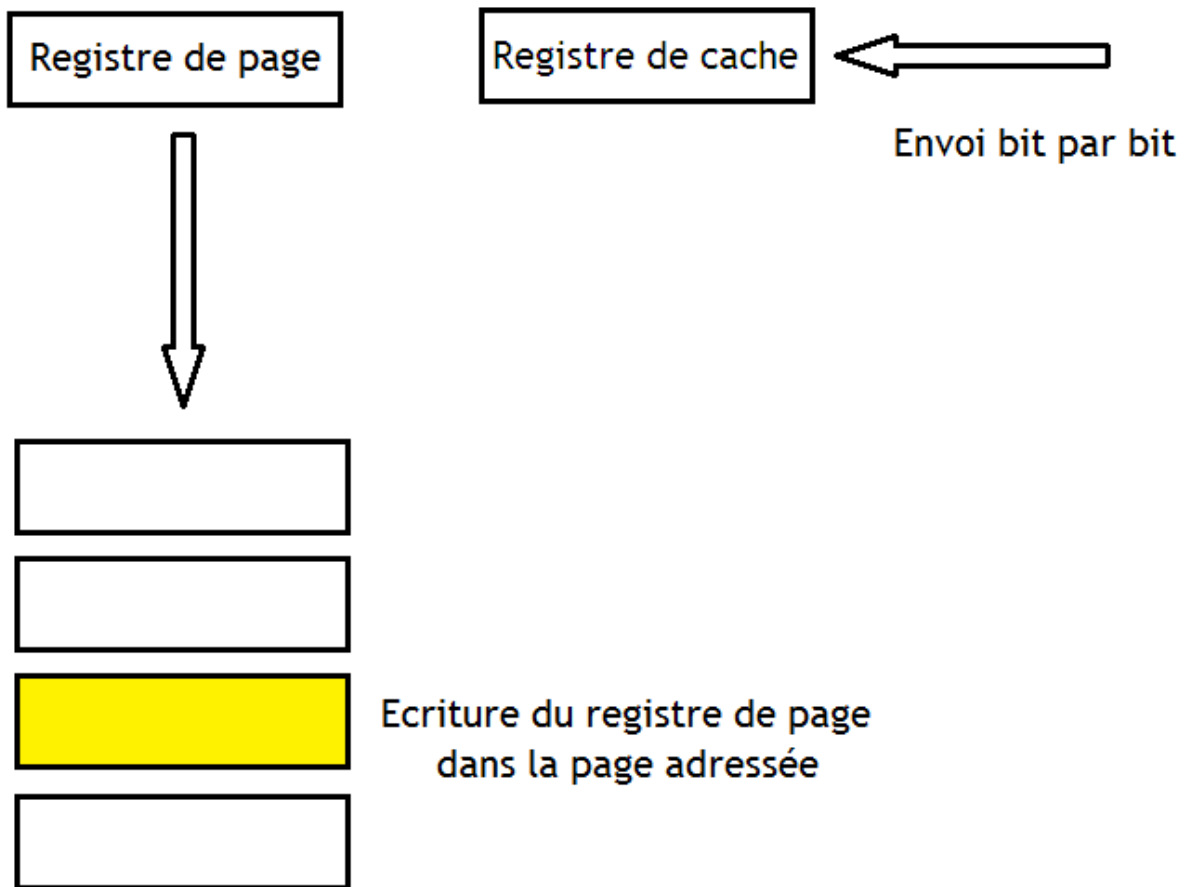 Registre de page
Registre de cache
Envoi bit par bit
Ecriture du registre de page
dans la page adressée